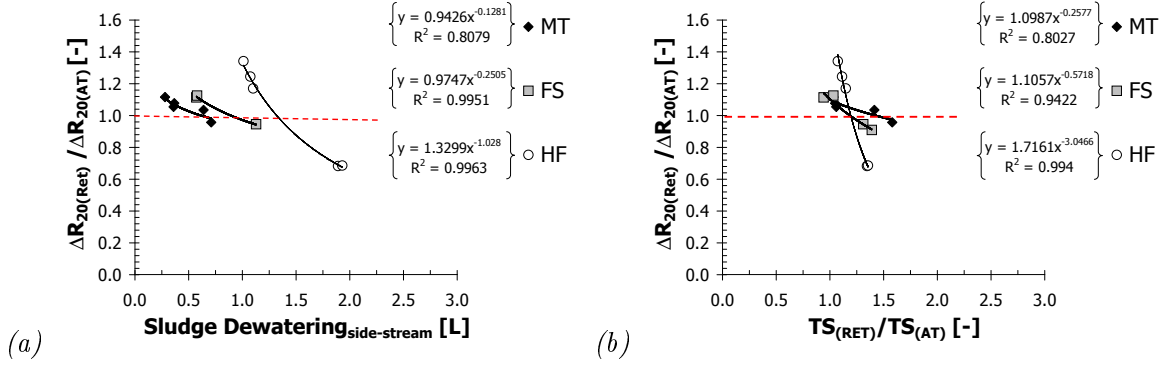 ΔR20(Ret) /ΔR20(AT) [-]
1.6
1.4
1.2
1.0
0.8
0.6
0.4
0.2
0.0
0.0 0.5 1.0 1.5 2.0 2.5 3.0
Sludge Dewateringside-stream [L]
y = 0.9426x-0.1281
R2 = 0.8079
MT
y = 0.9747x-0.2505
R2 = 0.9951
FS
y = 1.3299x-1.028
R2 = 0.9963
HF
(a)
ΔR20(Ret) /ΔR20(AT) [-]
1.6
1.4
1.2
1.0
0.8
0.6
0.4
0.2
0.0
0.0 0.5 1.0 1.5 2.0 2.5 3.0
TS(RET)/TS(AT) [-]
y = 1.0987x-0.2577
R2 = 0.8027
MT
y = 1.1057x-0.5718
R2 = 0.9422
FS
y = 1.7161x-3.0466
R2 = 0.994
HF
(b)